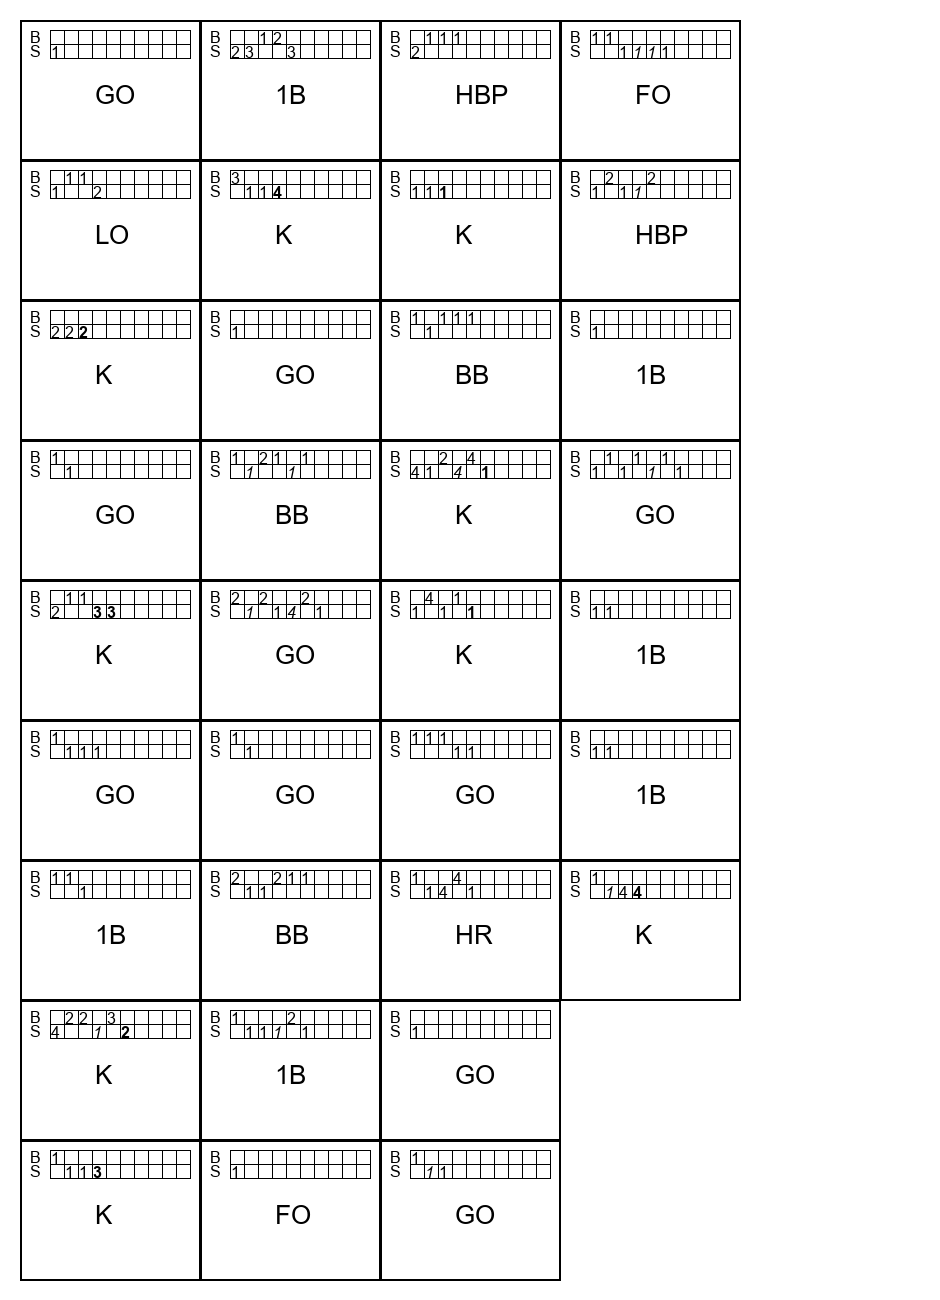 B B 1 2 B 1 1 1 B 1 1
S 1 S 2 3 3 S 2 S 1 1 1 1
GO 1B HBP FO
B 1 1 B 3 B B 2 2
S 1 2 S 1 1 4 S 1 1 1 S 1 1 1
LO K K HBP
B B B 1 1 1 1 B
S 2 2 2 S 1 S 1 S 1
K GO BB 1B
B 1 B 1 2 1 1 B 2 4 B 1 1 1
S 1 S 1 1 S 4 1 4 1 S 1 1 1 1
GO BB K GO
B 1 1 B 2 2 2 B 4 1 B
S 2 3 3 S 1 1 4 1 S 1 1 1 S 1 1
K GO K 1B
B 1 B 1 B 1 1 1 B
S 1 1 1 S 1 S 1 1 S 1 1
GO GO GO 1B
B 1 1 B 2 2 1 1 B 1 4 B 1
S 1 S 1 1 S 1 4 1 S 1 4 4
1B BB HR K
B 2 2 3 B 1 2 B
S 4 1 2 S 1 1 1 1 S 1
K 1B GO
B 1 B B 1
S 1 1 3 S 1 S 1 1
K FO GO